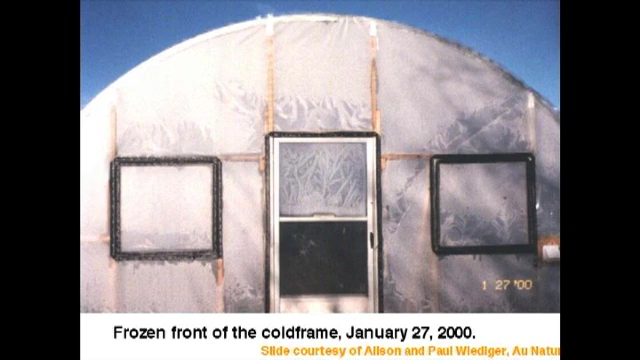 1 27 '00
Frozen front of the coldframe, January 27, 2000.
Slide courtesy of Alison and Paul Wiediger, Au Natur